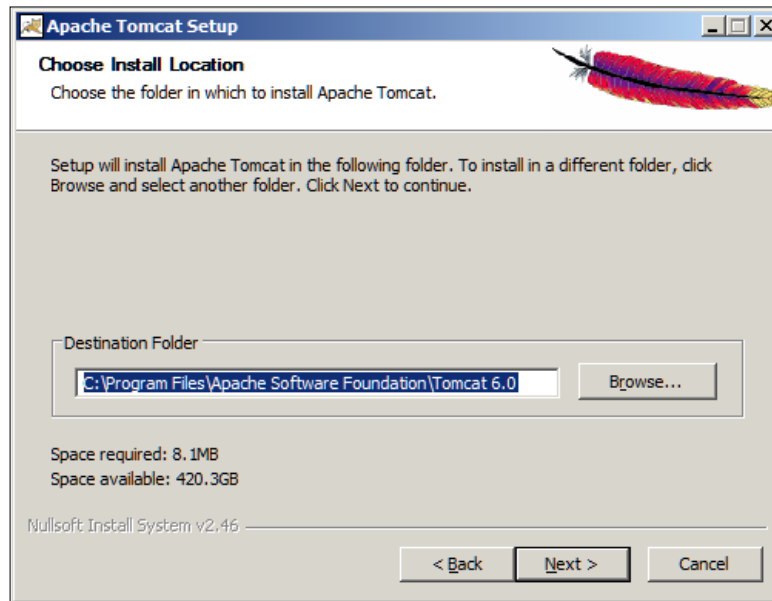 Apache Tomcat Setup
Choose Install Location
Choose the folder in which to install Apache Tomcat.
Setup will install Apache Tomcat in the following folder. To install in a different folder, click
Browse and select another folder. Click Next to continue.
Destination Folder
C:\Program Files\Apache Software Foundation\Tomcat 6.0
Browse...
Space required: 8.1MB
Space available: 420.3GB
Nullsoft Install System v2.46
< Back Next > Cancel